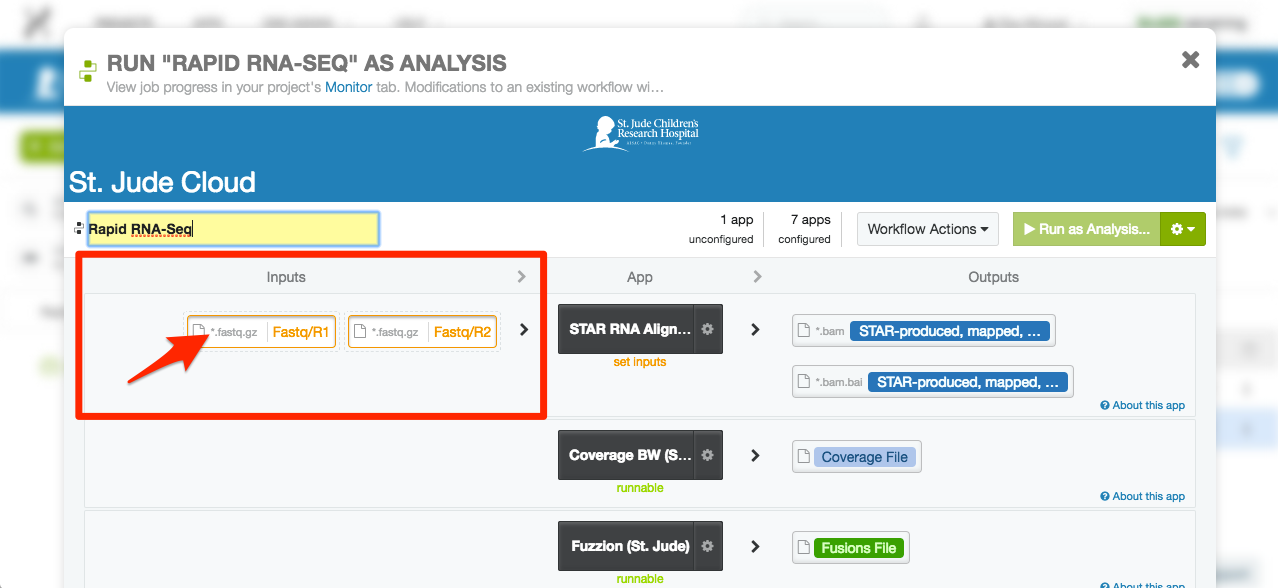 RUN "RAPID RNA-SEQ" AS ANALYSIS
View job progress in your project's Monitor tab. Modifications to an existing workflow wi...
St. Jude Children's
Research Hospital
St. Jude Cloud
Rapid RNA-Seq
1 app
unconfigured
7 apps
configured
Workflow Actions
Run as Analysis...
Inputs
App
Outputs
*.fastq.gz Fastq/R1
*.fastq.gz Fastq/R2
STAR RNA Align...
set inputs
*.bam STAR-produced, mapped, ...
*.bam.bai STAR-produced, mapped, ...
About this app
Coverage BW (S...
runnable
Coverage File
About this app
Fuzzion (St. Jude)
runnable
Fusions File
About this app